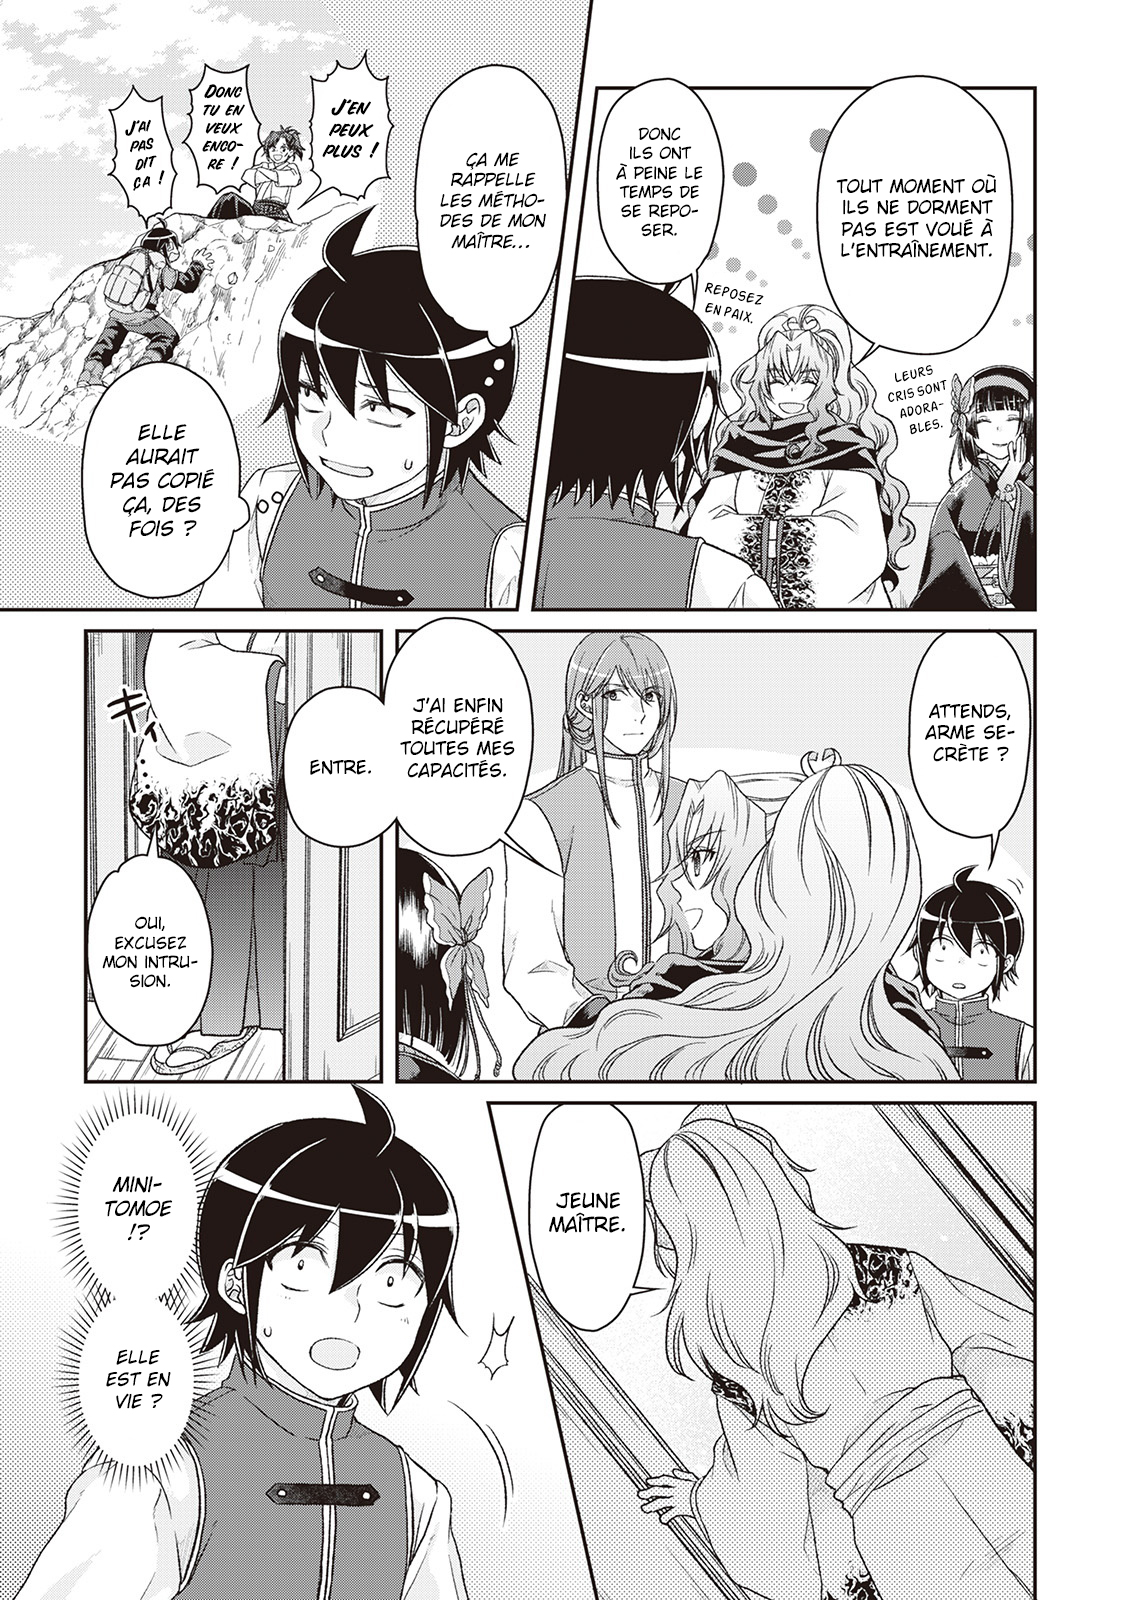 TOUT MOMENT OÙ
ILS NE DORMENT
PAS EST VOUÉ À
L'ENTRAÎNEMENT.
DONC
ILS ONT
À PEINE LE
TEMPS DE
SE REPO-
SER.
REPOSEZ
EN PAIX.
LEURS
CRIS SONT
ADORA-
BLES.
ÇA ME
RAPPELLE
LES MÉTHO-
DES DE MON
MAÎTRE...
J'EN
PEUX
PLUS !
DONC
TU EN
VEUX
ENCO-
RE !
J'AI
PAS
DIT
ÇA !
ELLE
AURAIT
PAS COPIÉ
ÇA, DES
FOIS ?
ATTENDS,
ARME SE-
CRÈTE ?
J'AI ENFIN
RÉCUPÉRÉ
TOUTES MES
CAPACITÉS.
ENTRE.
キィ
OUI,
EXCUSEZ
MON INTRU-
SION.
JEUNE
MAÎTRE.
MINI-
TOMOE
!?
ELLE
EST EN
VIE ?